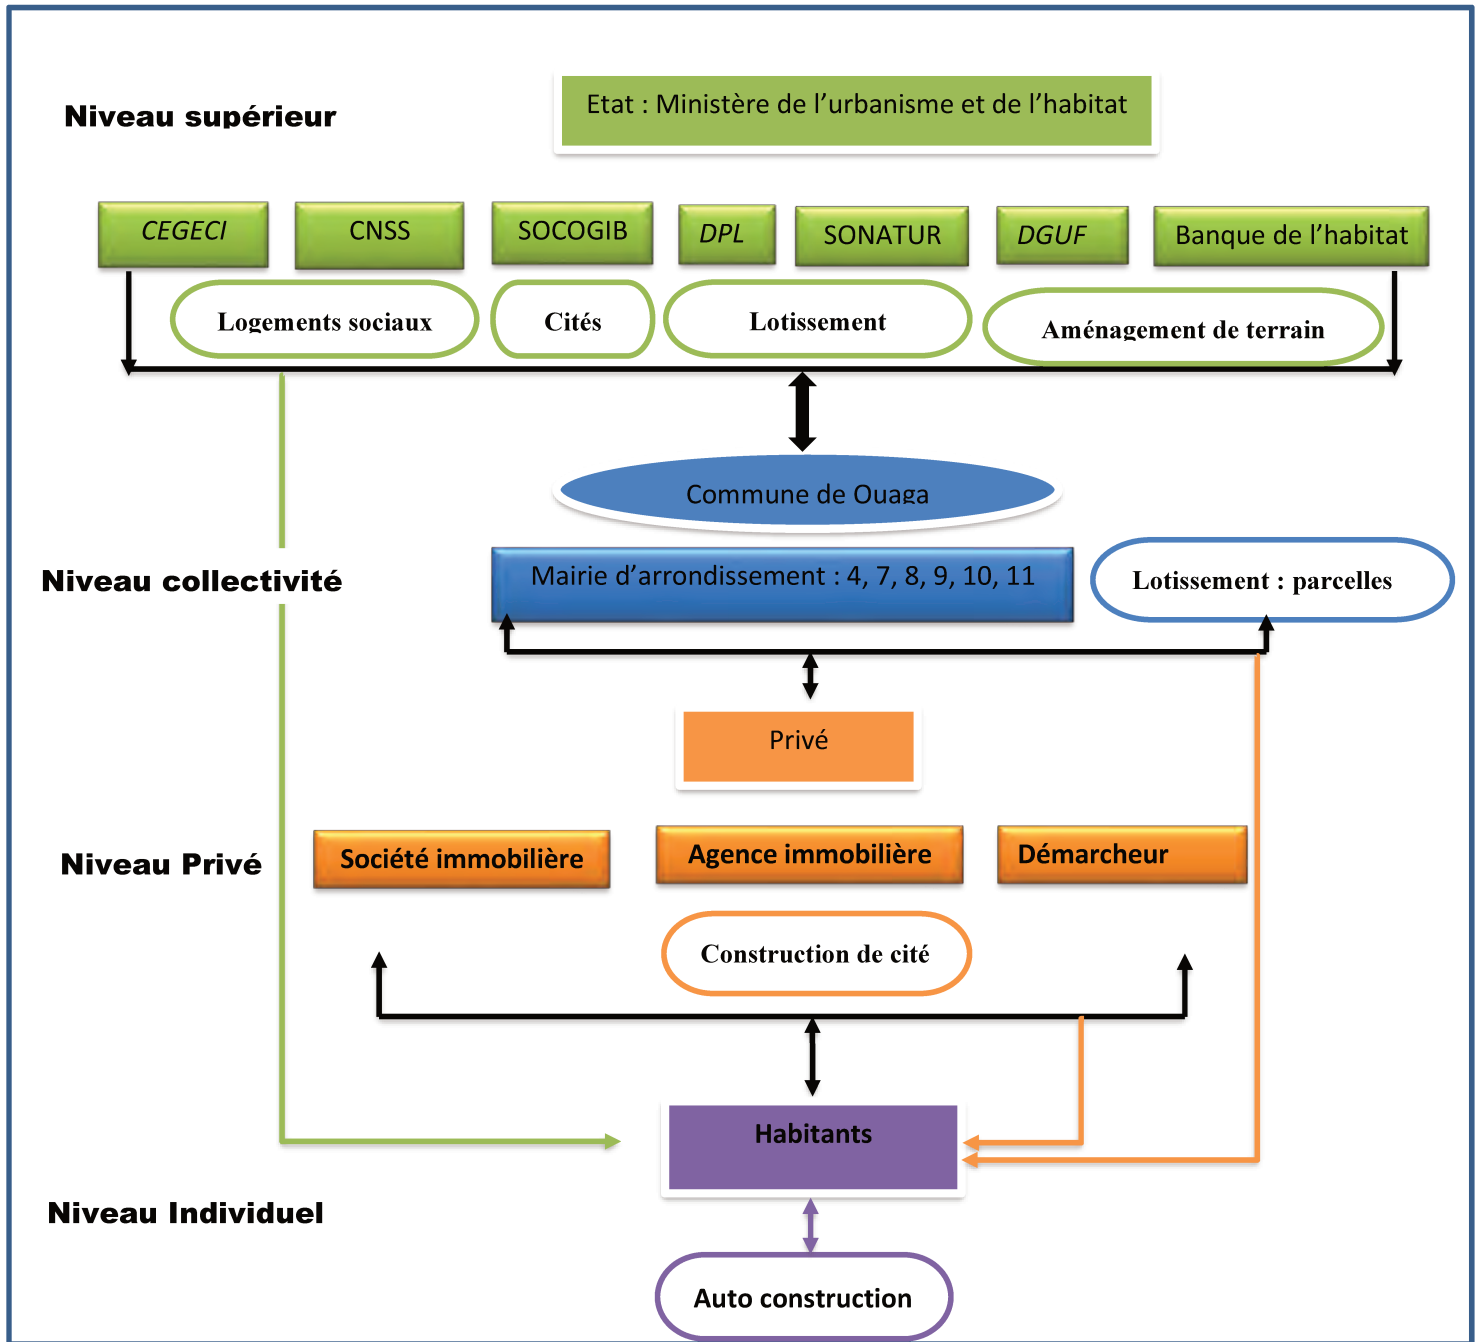 Niveau supérieur
Etat : Ministère de l’urbanisme et de l’habitat
CEGECI
CNSS
SOCOGIB
DPL
SONATUR
DGUF
Banque de l’habitat
Logements sociaux
Cités
Lotissement
Aménagement de terrain
Commune de Ouaga
Niveau collectivité
Mairie d’arrondissement : 4, 7, 8, 9, 10, 11
Lotissement : parcelles
Privé
Niveau Privé
Société immobilière
Agence immobilière
Démarcheur
Construction de cité
Habitants
Niveau Individuel
Auto construction